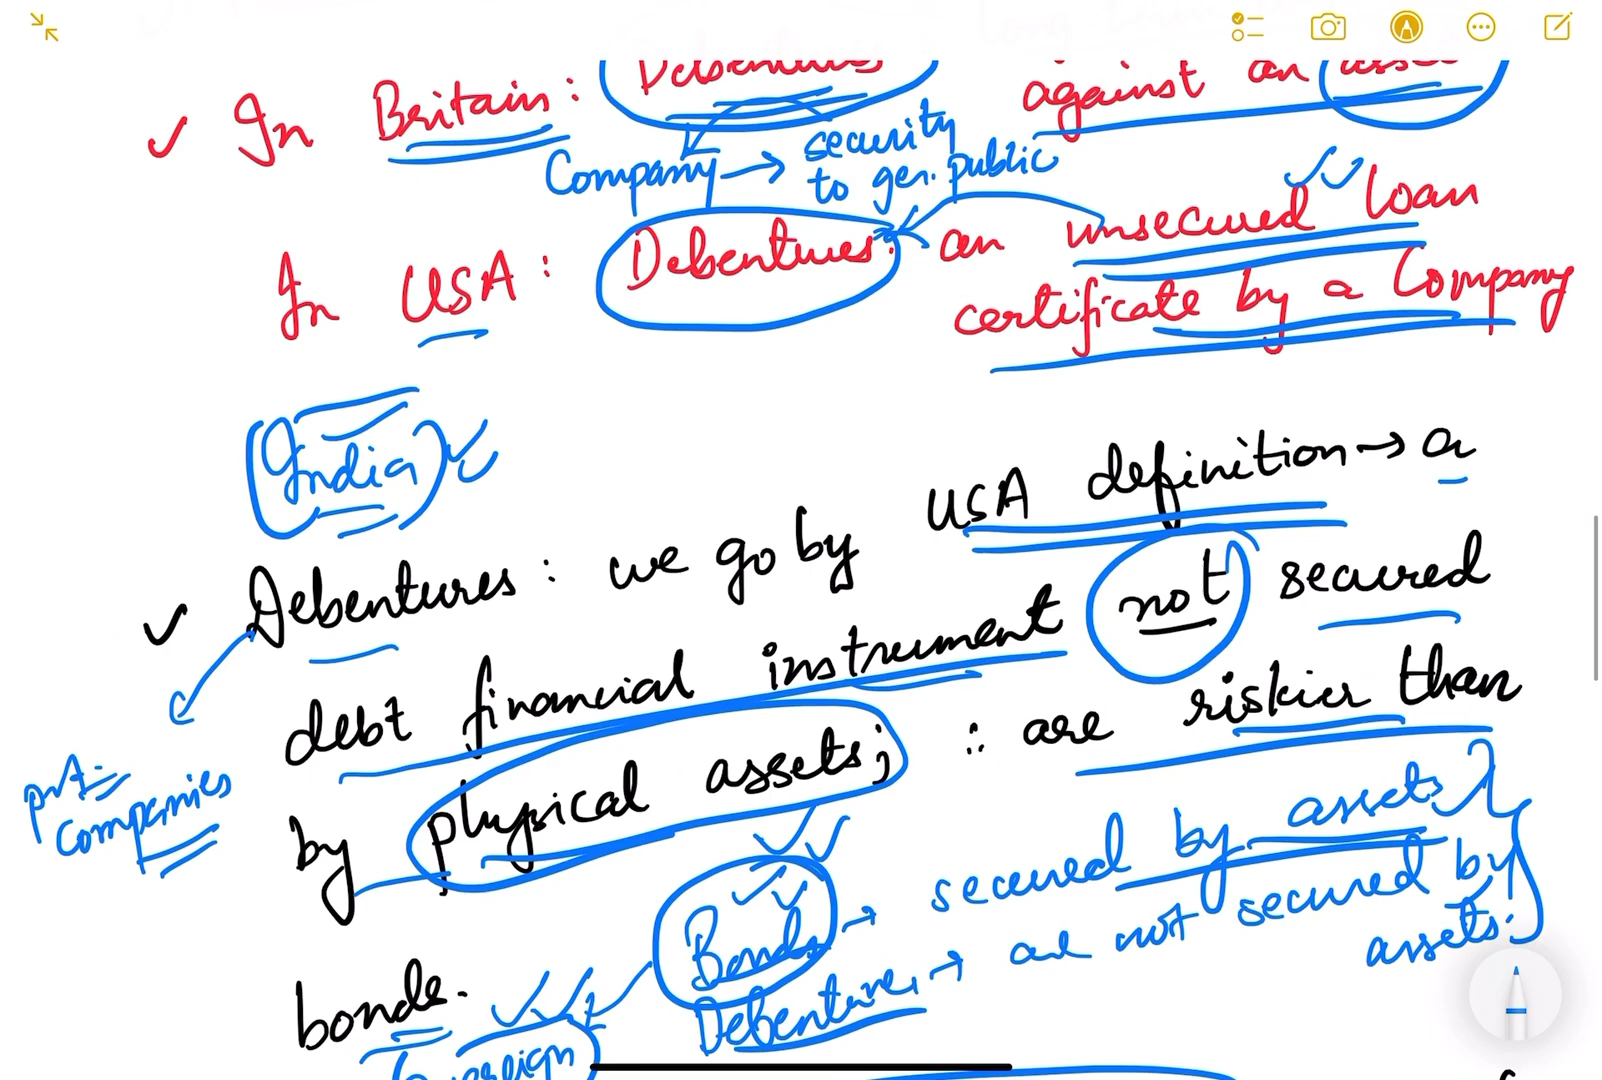 In Britain: Debentures against an asset
Company → security
to gen. public
In USA: Debentures: an unsecured loan
certificate by a Company
(India)
Debentures: we go by USA definition → a
debt financial instrument not secured
by physical assets; ∴ are riskier than
bonds.
pvt.
Companies
Bonds → secured by assets
Debentures → are not secured by
assets.